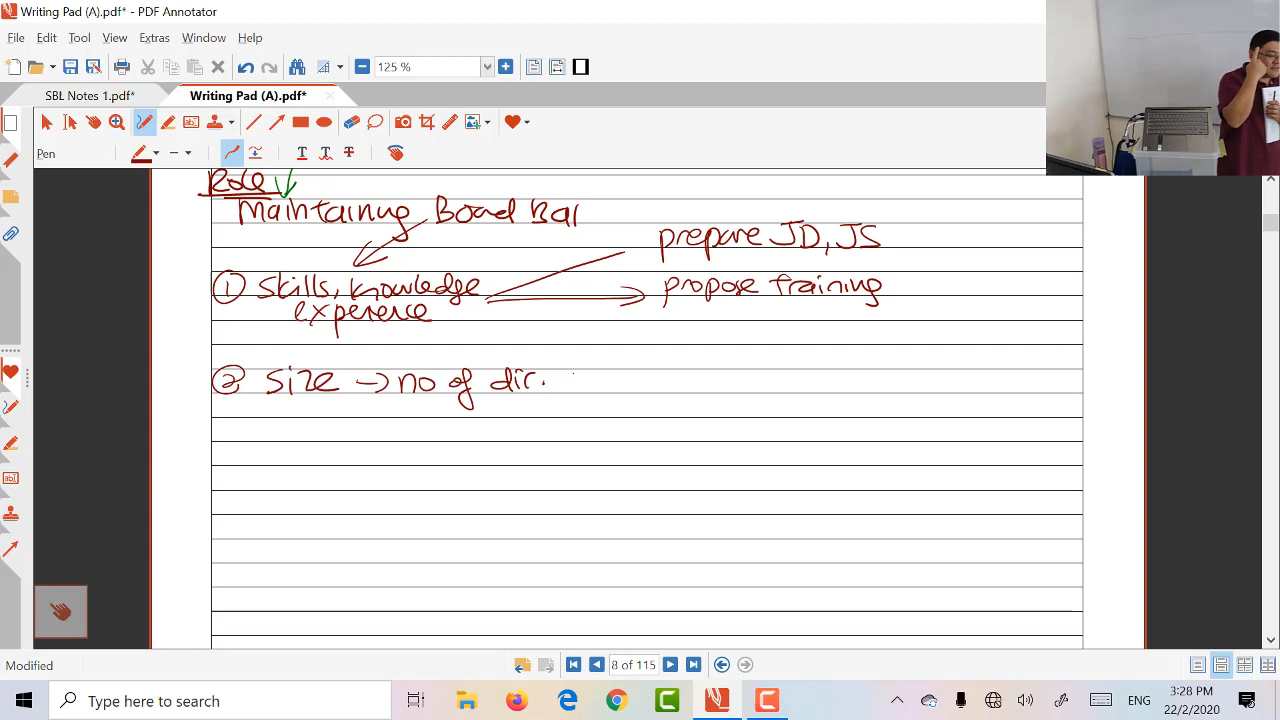 Writing Pad (A).pdf* - PDF Annotator
File Edit Tool View Extras Window Help
125 %
SBL Notes 1.pdf* Writing Pad (A).pdf*
Pen
Role
Maintaining Board Bal
prepare JD, JS
① Skills, knowledge propose training
experience
② Size → no of dir.
Modified 8 of 115
Type here to search
ENG
3:28 PM
22/2/2020